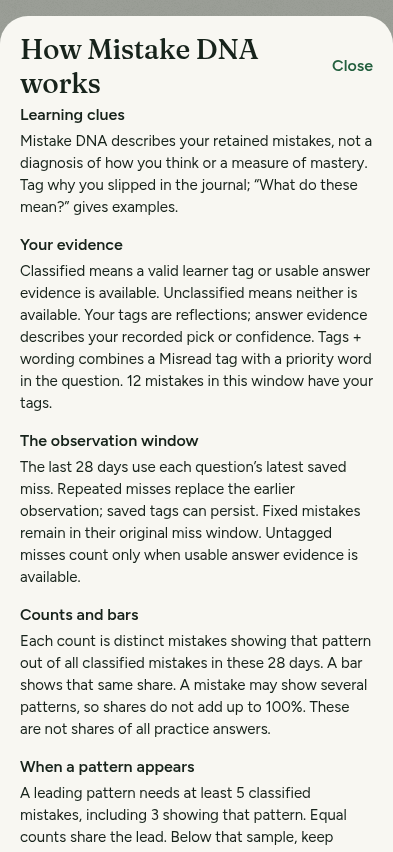 How Mistake DNA
works
Close
Learning clues
Mistake DNA describes your retained mistakes, not a
diagnosis of how you think or a measure of mastery.
Tag why you slipped in the journal; “What do these
mean?” gives examples.
Your evidence
Classified means a valid learner tag or usable answer
evidence is available. Unclassified means neither is
available. Your tags are reflections; answer evidence
describes your recorded pick or confidence. Tags +
wording combines a Misread tag with a priority word
in the question. 12 mistakes in this window have your
tags.
The observation window
The last 28 days use each question’s latest saved
miss. Repeated misses replace the earlier
observation; saved tags can persist. Fixed mistakes
remain in their original miss window. Untagged
misses count only when usable answer evidence is
available.
Counts and bars
Each count is distinct mistakes showing that pattern
out of all classified mistakes in these 28 days. A bar
shows that same share. A mistake may show several
patterns, so shares do not add up to 100%. These
are not shares of all practice answers.
When a pattern appears
A leading pattern needs at least 5 classified
mistakes, including 3 showing that pattern. Equal
counts share the lead. Below that sample, keep